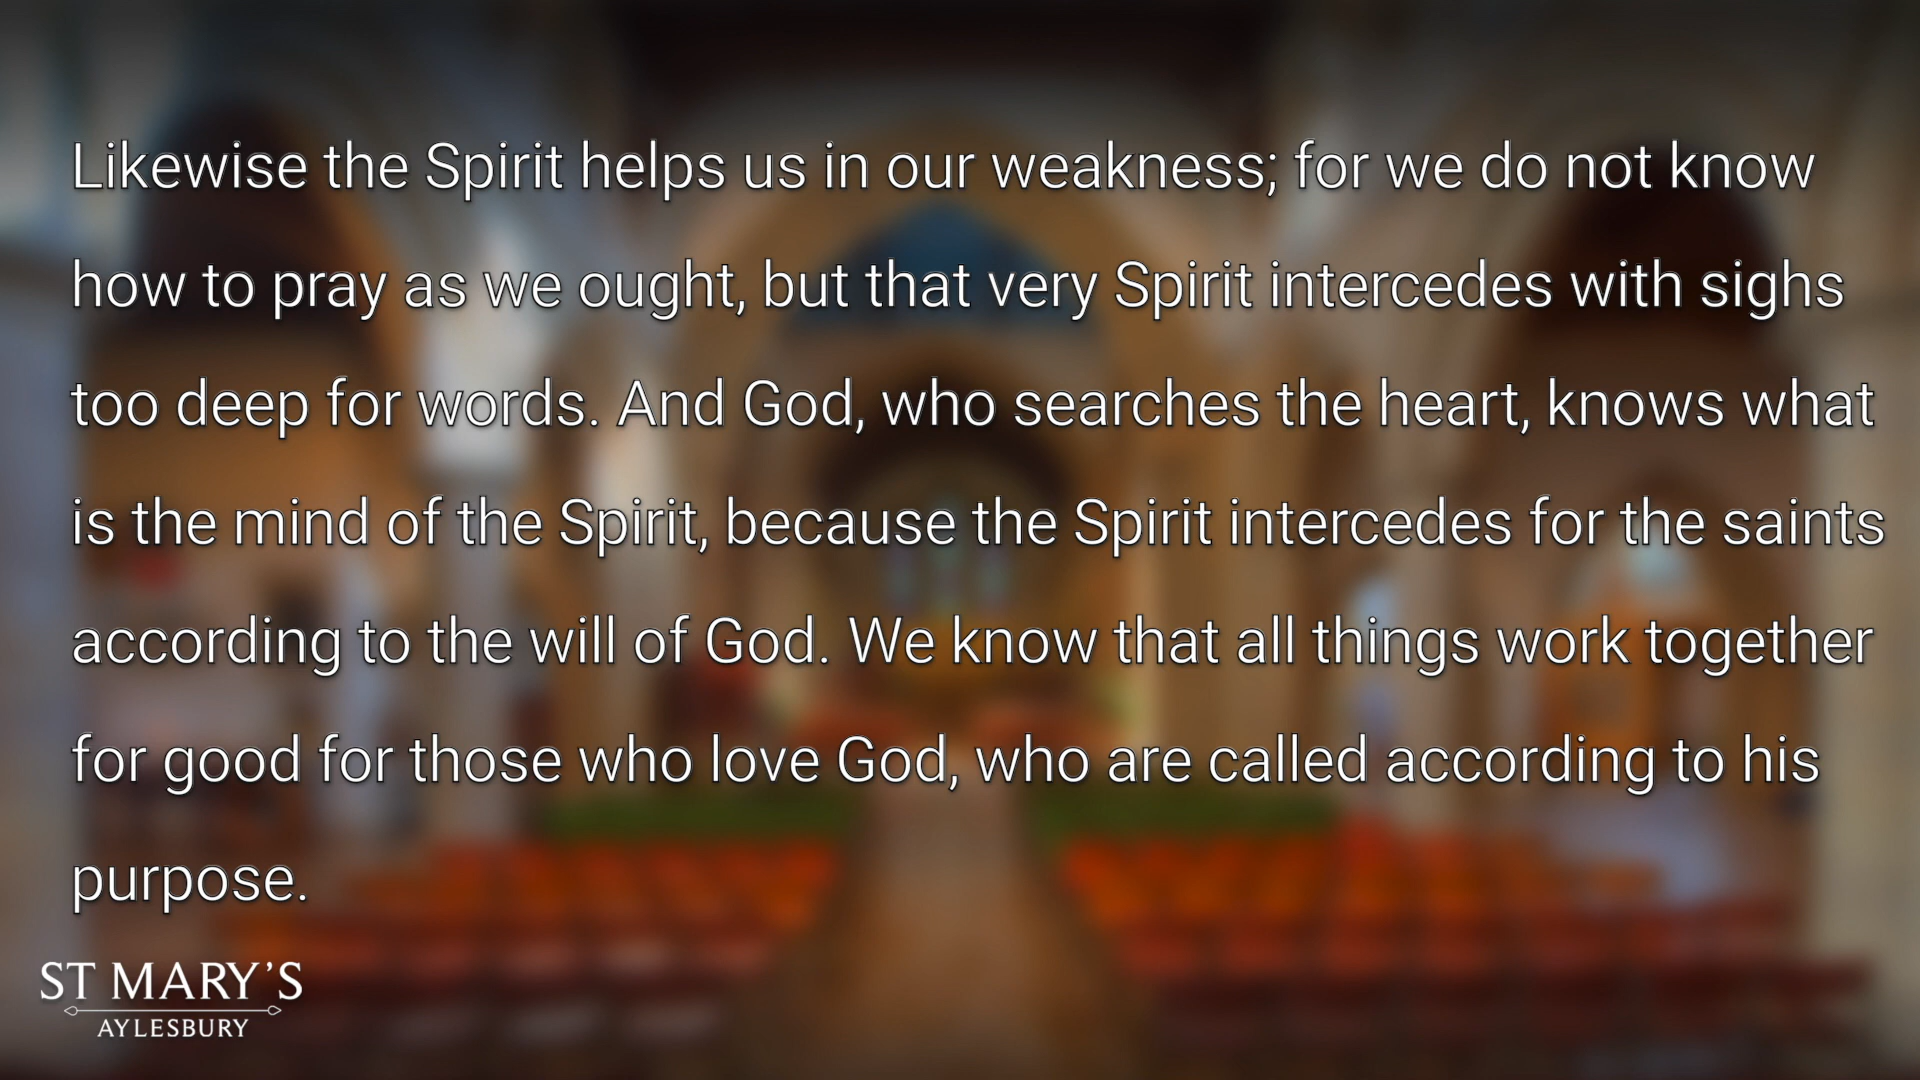 Likewise the Spirit helps us in our weakness; for we do not know
how to pray as we ought, but that very Spirit intercedes with sighs
too deep for words. And God, who searches the heart, knows what
is the mind of the Spirit, because the Spirit intercedes for the saints
according to the will of God. We know that all things work together
for good for those who love God, who are called according to his
purpose.
ST MARY'S
AYLESBURY